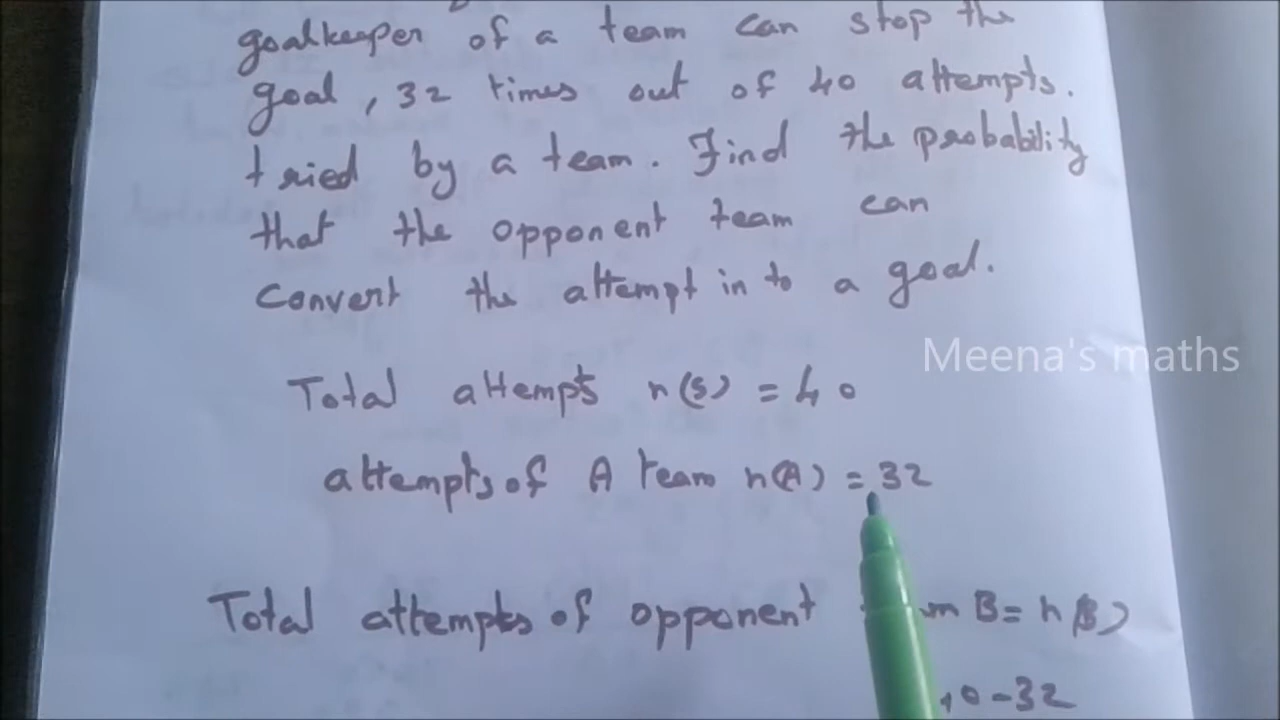 goalkeeper of a team can stop the
goal, 32 times out of 40 attempts.
tried by a team. Find the probability
that the opponent team can
convert the attempt in to a goal.
Meena's maths
Total attempts n(s) = 40
attempts of A team n(A) = 32
Total attempts of opponent B = n(B)
0-32